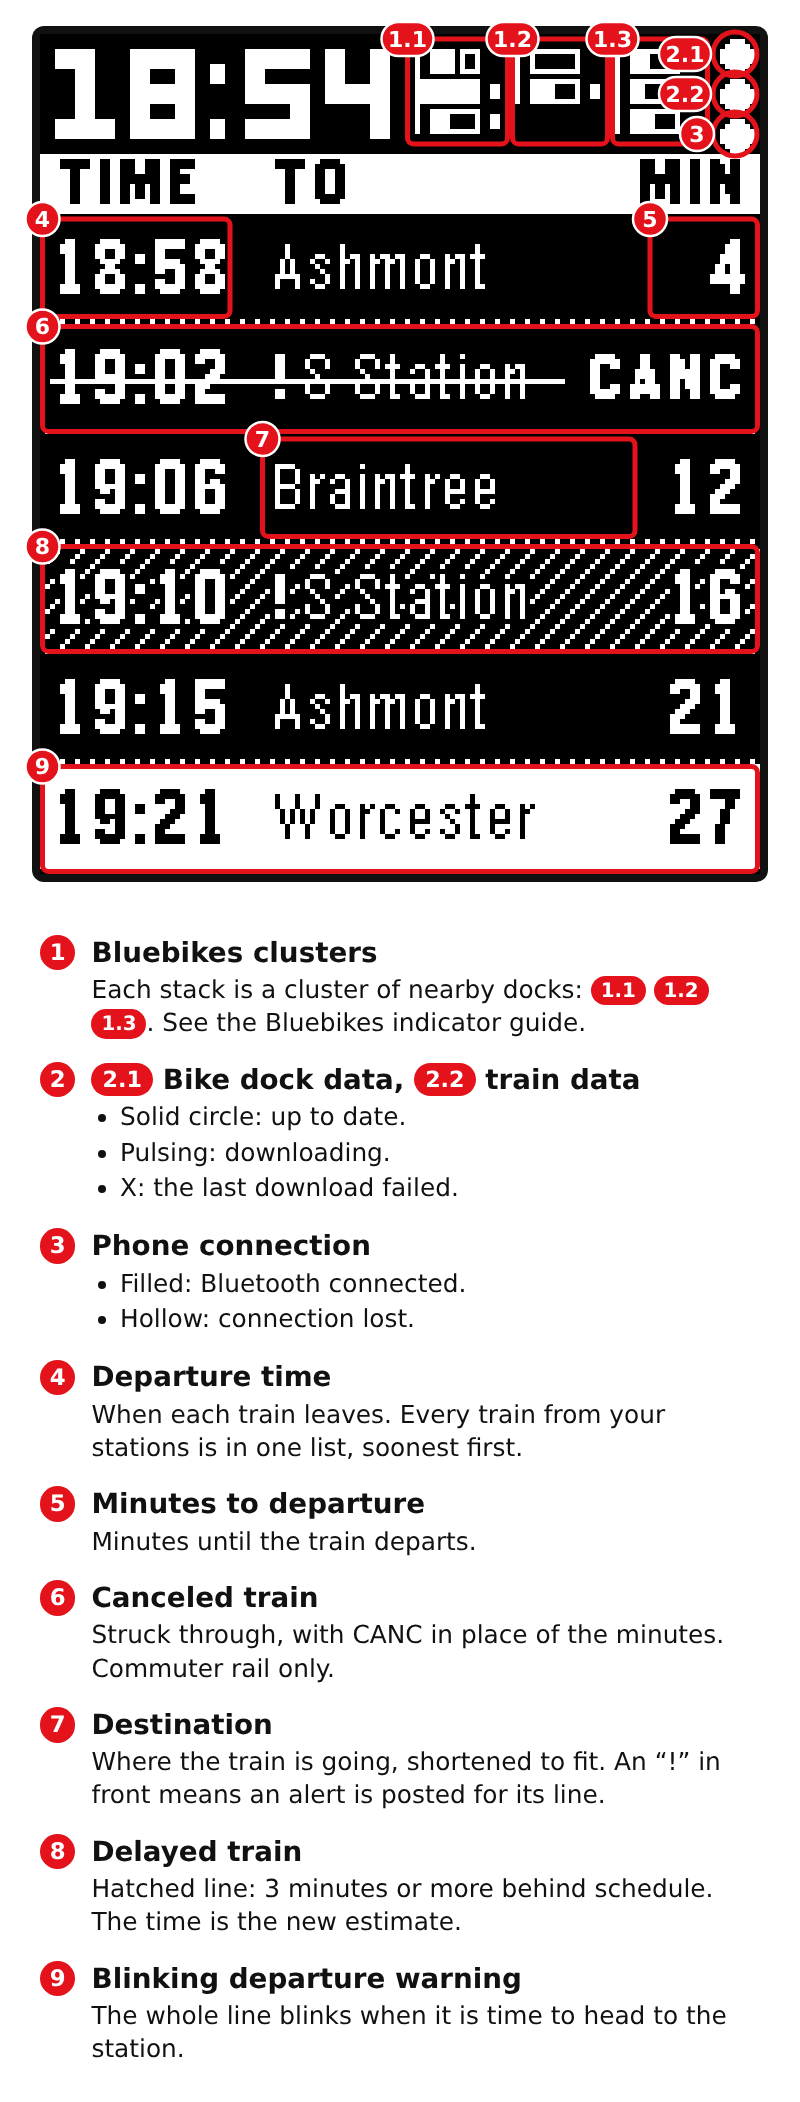 18:54 1.1 1.2 1.3 2.1
2.2
3
TIME TO MIN
4 5
18:58 Ashmont 4
6
19:02 ! S Station CANC
7
19:06 Braintree 12
8
19:10 ! S Station 16
19:15 Ashmont 21
9
19:21 Worcester 27
1 Bluebikes clusters
Each stack is a cluster of nearby docks: 1.1 1.2
1.3. See the Bluebikes indicator guide.
2 2.1 Bike dock data, 2.2 train data
• Solid circle: up to date.
• Pulsing: downloading.
• X: the last download failed.
3 Phone connection
• Filled: Bluetooth connected.
• Hollow: connection lost.
4 Departure time
When each train leaves. Every train from your
stations is in one list, soonest first.
5 Minutes to departure
Minutes until the train departs.
6 Canceled train
Struck through, with CANC in place of the minutes.
Commuter rail only.
7 Destination
Where the train is going, shortened to fit. An “!” in
front means an alert is posted for its line.
8 Delayed train
Hatched line: 3 minutes or more behind schedule.
The time is the new estimate.
9 Blinking departure warning
The whole line blinks when it is time to head to the
station.